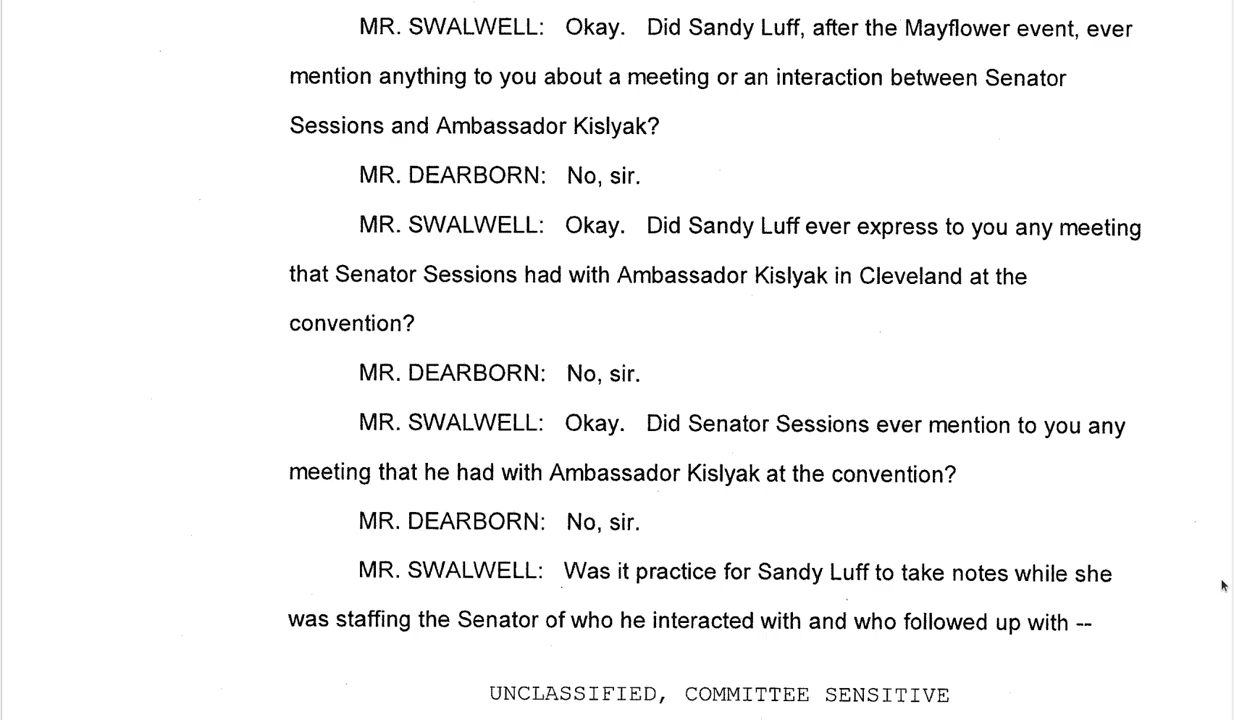 MR. SWALWELL: Okay. Did Sandy Luff, after the Mayflower event, ever
mention anything to you about a meeting or an interaction between Senator
Sessions and Ambassador Kislyak?
MR. DEARBORN: No, sir.
MR. SWALWELL: Okay. Did Sandy Luff ever express to you any meeting
that Senator Sessions had with Ambassador Kislyak in Cleveland at the
convention?
MR. DEARBORN: No, sir.
MR. SWALWELL: Okay. Did Senator Sessions ever mention to you any
meeting that he had with Ambassador Kislyak at the convention?
MR. DEARBORN: No, sir.
MR. SWALWELL: Was it practice for Sandy Luff to take notes while she
was staffing the Senator of who he interacted with and who followed up with --
UNCLASSIFIED, COMMITTEE SENSITIVE